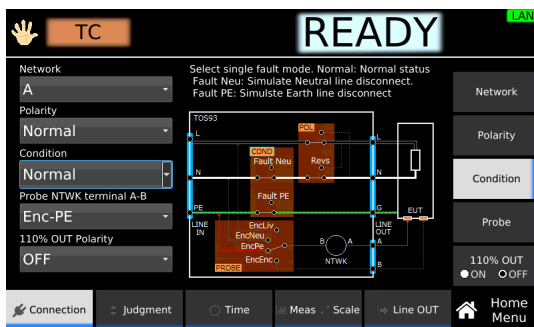 LAN
TC
READY
Network
A
Polarity
Normal
Condition
Normal
Probe NTWK terminal A-B
Enc-PE
110% OUT Polarity
OFF
Select single fault mode. Normal: Normal status
Fault Neu: Simulate Neutral line disconnect.
Fault PE: Simulste Earth line disconnect
TOS93
POL
L
L
COND
Fault Neu
Revs
N
N
Fault PE
PE
G
EUT
LINE
IN
LINE
OUT
EncLiv
EncNeu
EncPe
EncEnc
B
A
NTWK
A
B
PROBE
Network
Polarity
Condition
Probe
110% OUT
ON OFF
Connection
Judgment
Time
Meas
Scale
Line OUT
Home
Menu